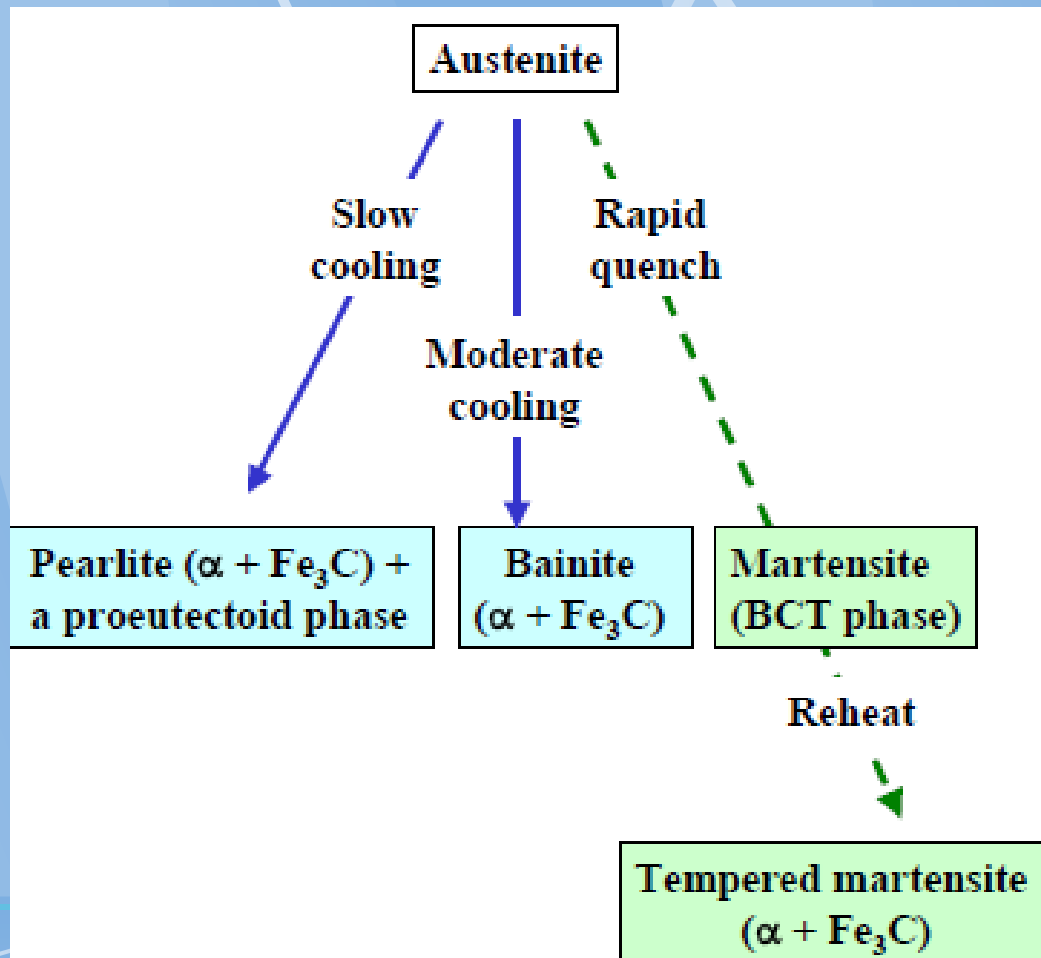 Austenite
Slow
cooling
Rapid
quench
Moderate
cooling
Pearlite (α + Fe₃C) +
a proeutectoid phase
Bainite
(α + Fe₃C)
Martensite
(BCT phase)
Reheat
Tempered martensite
(α + Fe₃C)